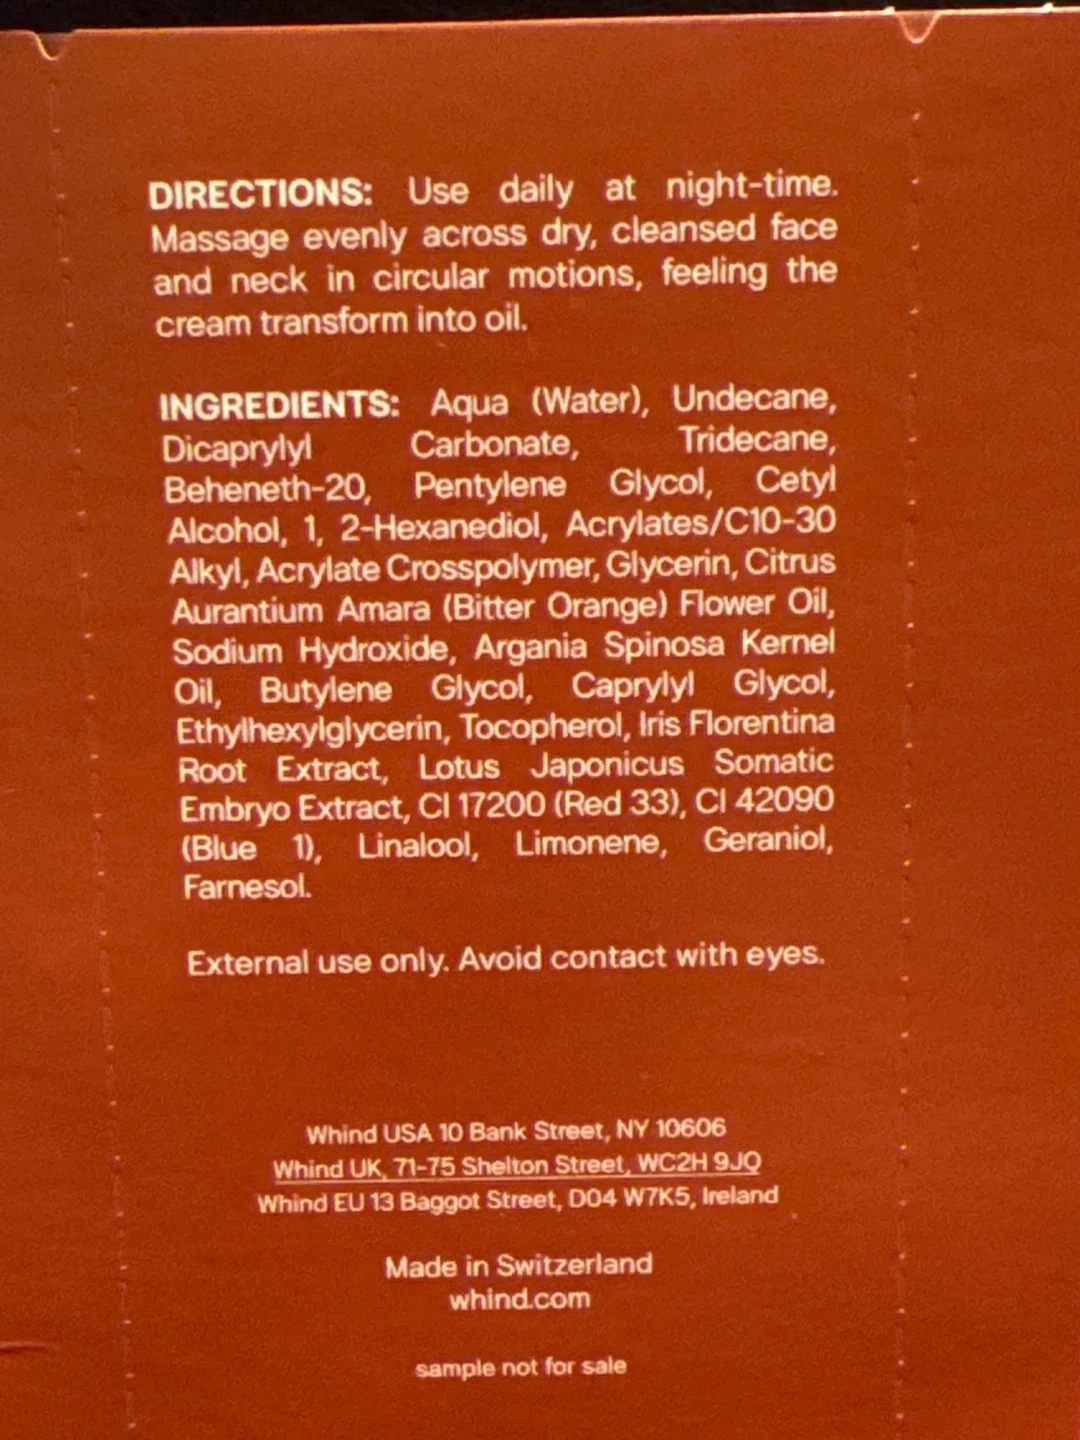 DIRECTIONS: Use daily at night-time.
Massage evenly across dry, cleansed face
and neck in circular motions, feeling the
cream transform into oil.
INGREDIENTS: Aqua (Water), Undecane,
Dicaprylyl Carbonate, Tridecane,
Beheneth-20, Pentylene Glycol, Cetyl
Alcohol, 1, 2-Hexanediol, Acrylates/C10-30
Alkyl, Acrylate Crosspolymer, Glycerin, Citrus
Aurantium Amara (Bitter Orange) Flower Oil,
Sodium Hydroxide, Argania Spinosa Kernel
Oil, Butylene Glycol, Caprylyl Glycol,
Ethylhexylglycerin, Tocopherol, Iris Florentina
Root Extract, Lotus Japonicus Somatic
Embryo Extract, CI 17200 (Red 33), CI 42090
(Blue 1), Linalool, Limonene, Geraniol,
Farnesol.
External use only. Avoid contact with eyes.
Whind USA 10 Bank Street, NY 10606
Whind UK, 71-75 Shelton Street, WC2H 9JQ
Whind EU 13 Baggot Street, D04 W7K5, Ireland
Made in Switzerland
whind.com
sample not for sale